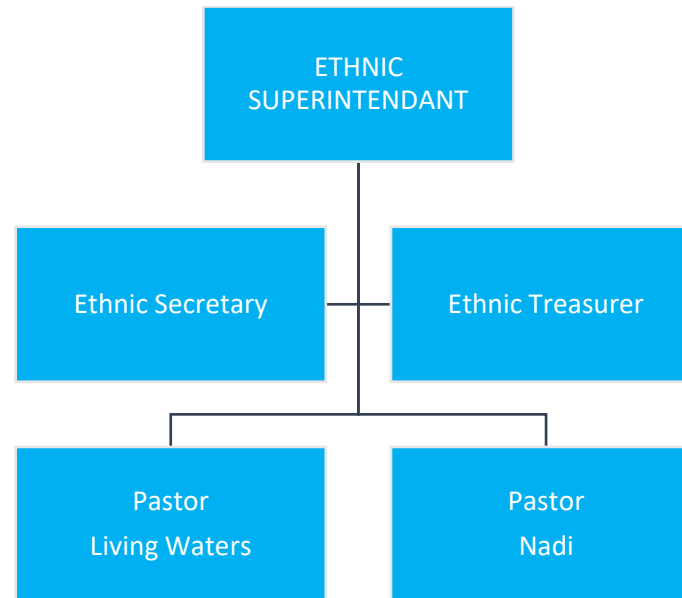 ETHNIC
SUPERINTENDANT
Ethnic Secretary
Ethnic Treasurer
Pastor
Living Waters
Pastor
Nadi